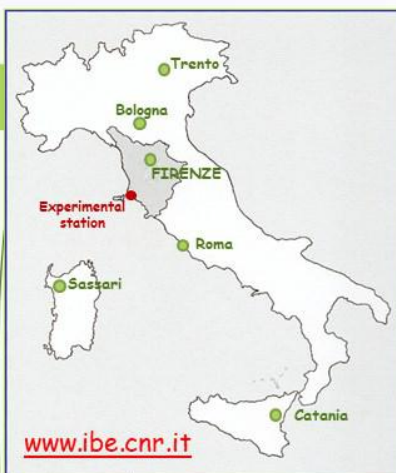 Trento
Bologna
FIRENZE
Experimental
station
Roma
Sassari
Catania
www.ibe.cnr.it